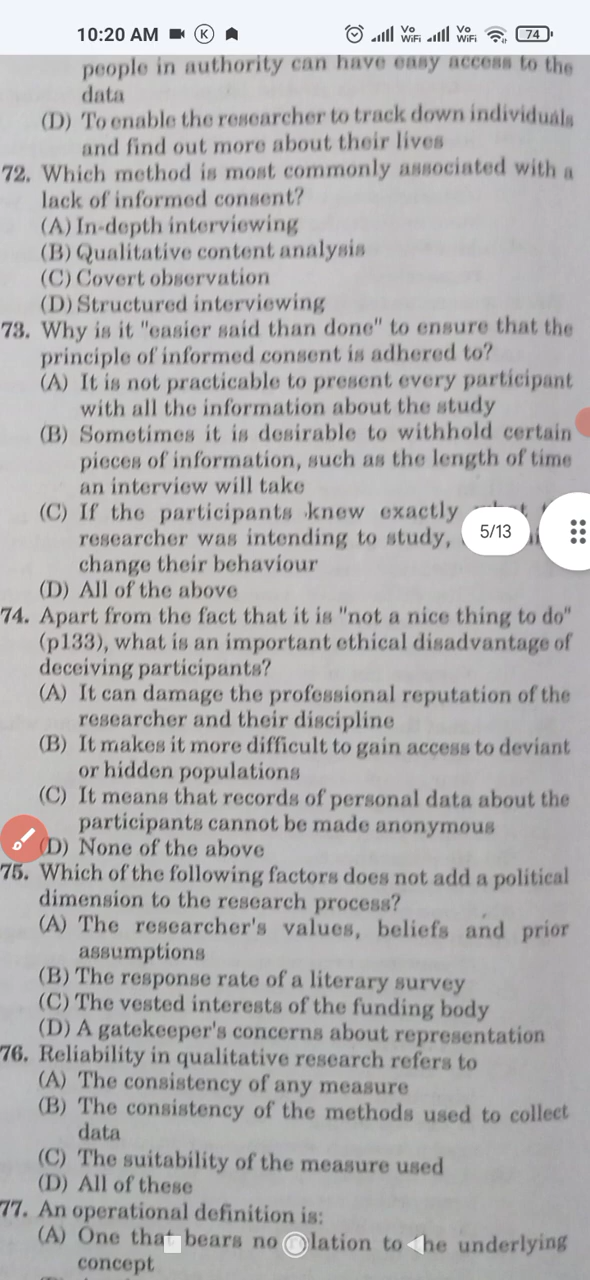 10:20 AM K Vo WiFi Vo WiFi 74
people in authority can have easy access to the
data
(D) To enable the researcher to track down individuals
and find out more about their lives
72. Which method is most commonly associated with a
lack of informed consent?
(A) In-depth interviewing
(B) Qualitative content analysis
(C) Covert observation
(D) Structured interviewing
73. Why is it "easier said than done" to ensure that the
principle of informed consent is adhered to?
(A) It is not practicable to present every participant
with all the information about the study
(B) Sometimes it is desirable to withhold certain
pieces of information, such as the length of time
an interview will take
(C) If the participants knew exactly
researcher was intending to study,
5/13
change their behaviour
(D) All of the above
74. Apart from the fact that it is "not a nice thing to do"
(p133), what is an important ethical disadvantage of
deceiving participants?
(A) It can damage the professional reputation of the
researcher and their discipline
(B) It makes it more difficult to gain access to deviant
or hidden populations
(C) It means that records of personal data about the
participants cannot be made anonymous
(D) None of the above
75. Which of the following factors does not add a political
dimension to the research process?
(A) The researcher's values, beliefs and prior
assumptions
(B) The response rate of a literary survey
(C) The vested interests of the funding body
(D) A gatekeeper's concerns about representation
76. Reliability in qualitative research refers to
(A) The consistency of any measure
(B) The consistency of the methods used to collect
data
(C) The suitability of the measure used
(D) All of these
77. An operational definition is:
(A) One that bears no to the underlying
concept